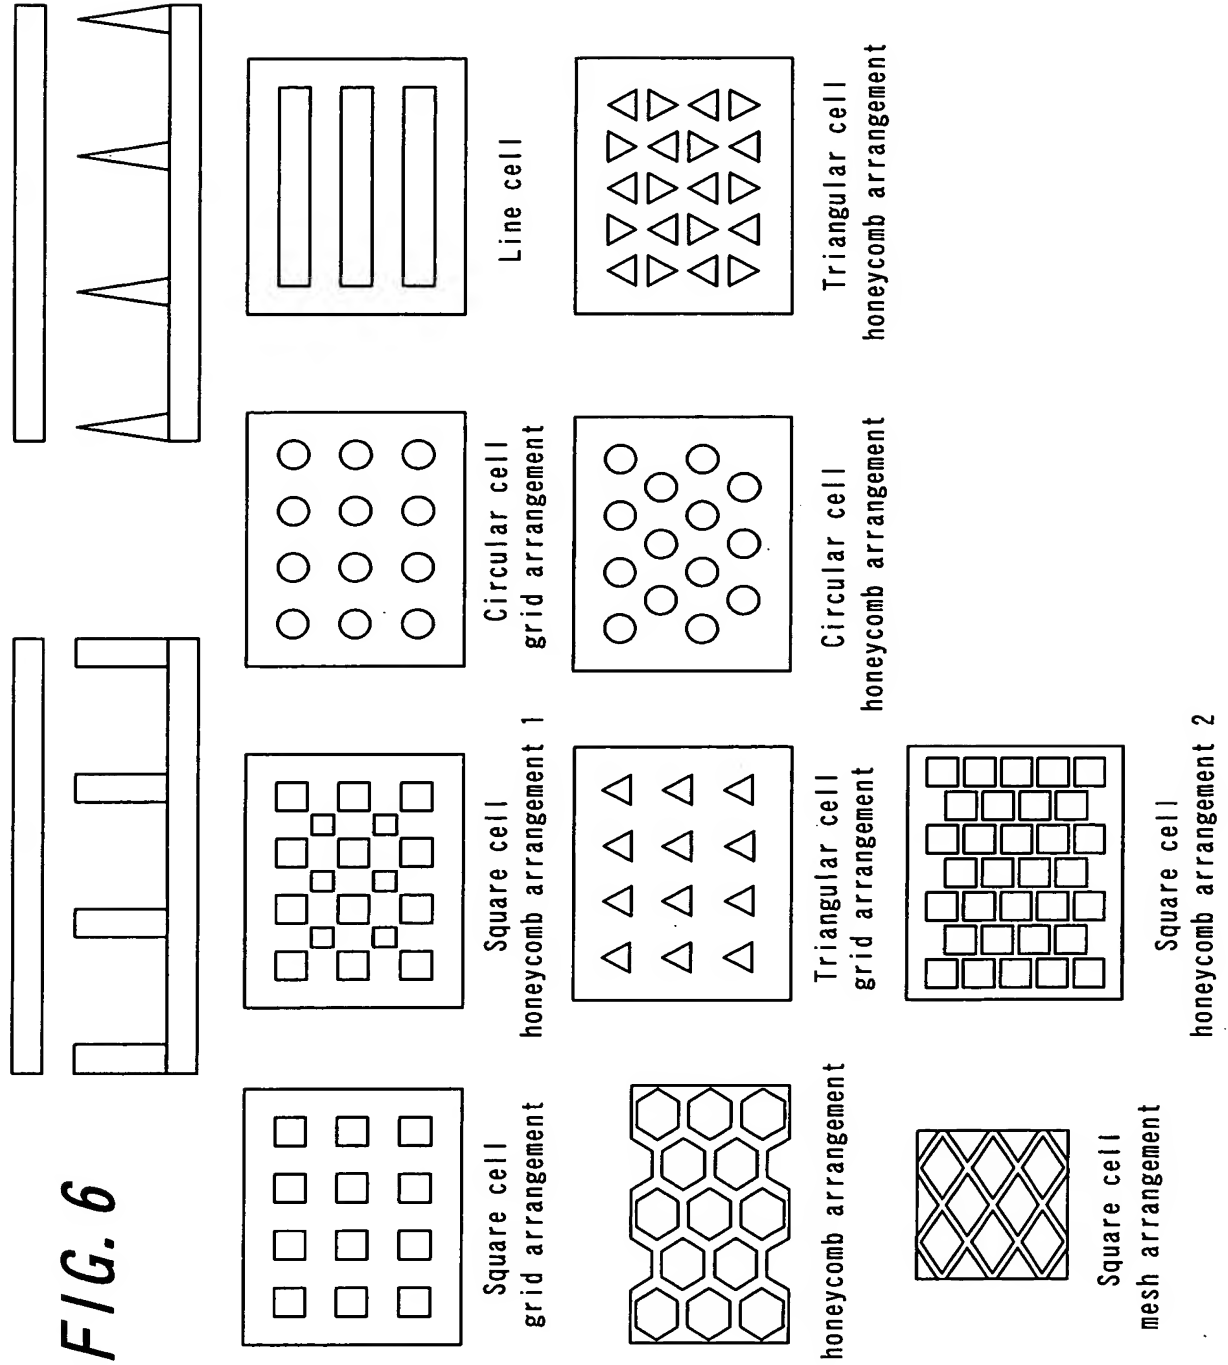 FIG. 6
Square cell
grid arrangement
Square cell
honeycomb arrangement 1
Circular cell
grid arrangement
Line cell
honeycomb arrangement
Triangular cell
grid arrangement
Circular cell
honeycomb arrangement
Triangular cell
honeycomb arrangement
Square cell
mesh arrangement
Square cell
honeycomb arrangement 2